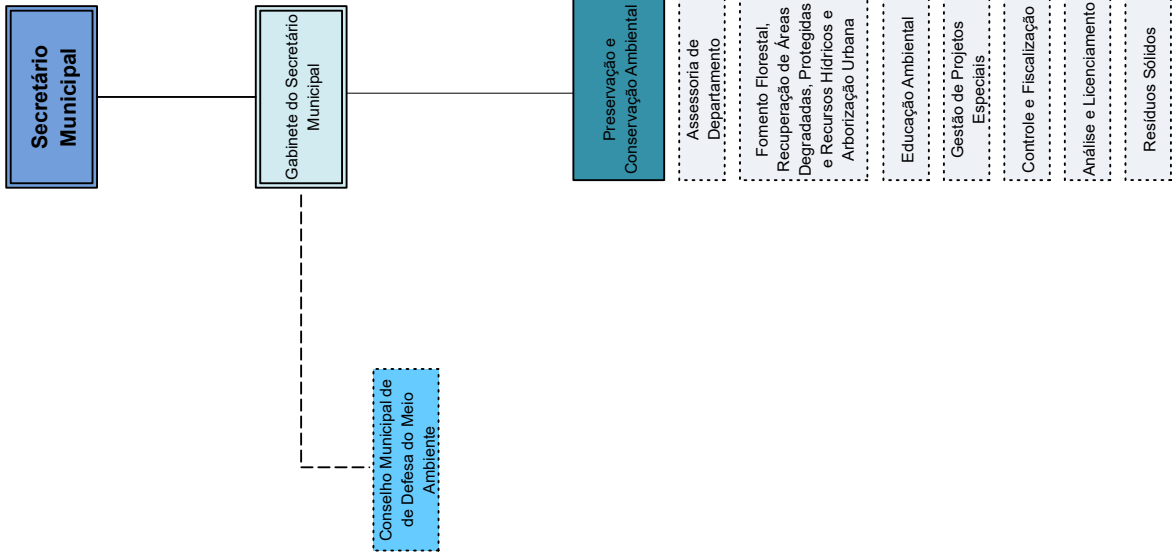 Secretário
Municipal
Gabinete do Secretário
Municipal
Conselho Municipal de
de Defesa do Meio
Ambiente
Preservação e
Conservação Ambiental
Assessoria de
Departamento
Fomento Florestal,
Recuperação de Áreas
Degradadas, Protegidas
e Recursos Hídricos e
Arborização Urbana
Educação Ambiental
Gestão de Projetos
Especiais
Controle e Fiscalização
Análise e Licenciamento
Resíduos Sólidos